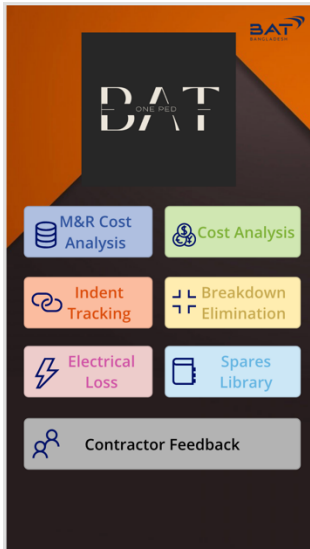 BAT
BANGLADESH
BAT
ONE PED
M&R Cost
Analysis
Cost Analysis
Indent
Tracking
Breakdown
Elimination
Electrical
Loss
Spares
Library
Contractor Feedback